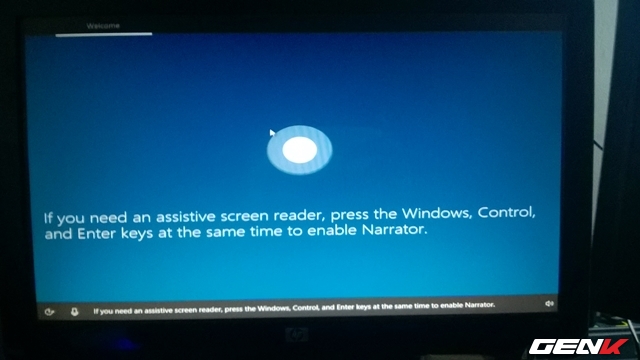 Welcome
If you need an assistive screen reader, press the Windows, Control,
and Enter keys at the same time to enable Narrator.
If you need an assistive screen reader, press the Windows, Control, and Enter keys at the same time to enable Narrator.
hp
GENK